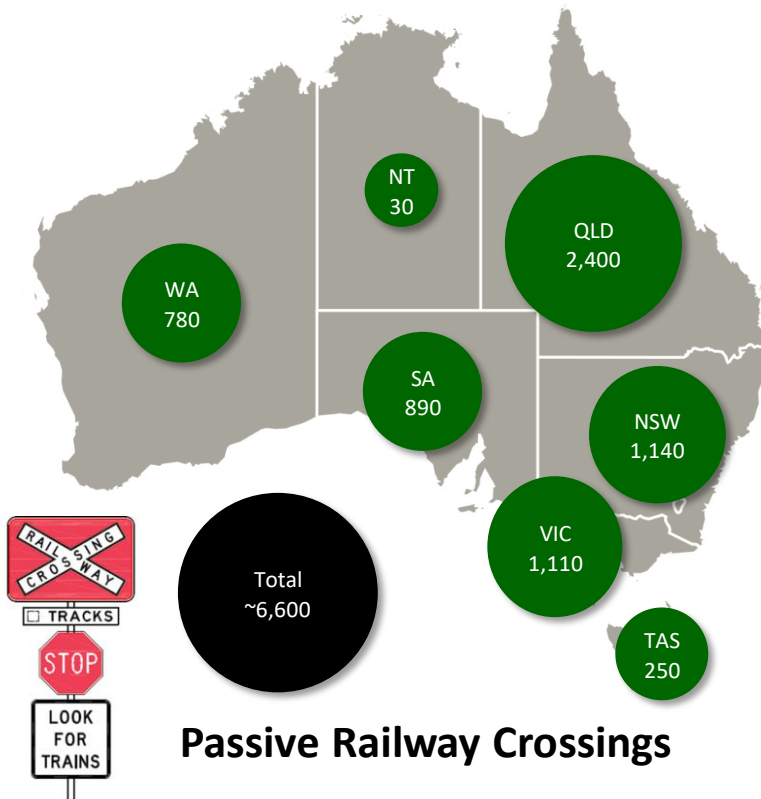 NT
30
QLD
2,400
WA
780
SA
890
NSW
1,140
VIC
1,110
Total
~6,600
TAS
250
RAILWAY
CROSSING
TRACKS
STOP
LOOK
FOR
TRAINS
Passive Railway Crossings